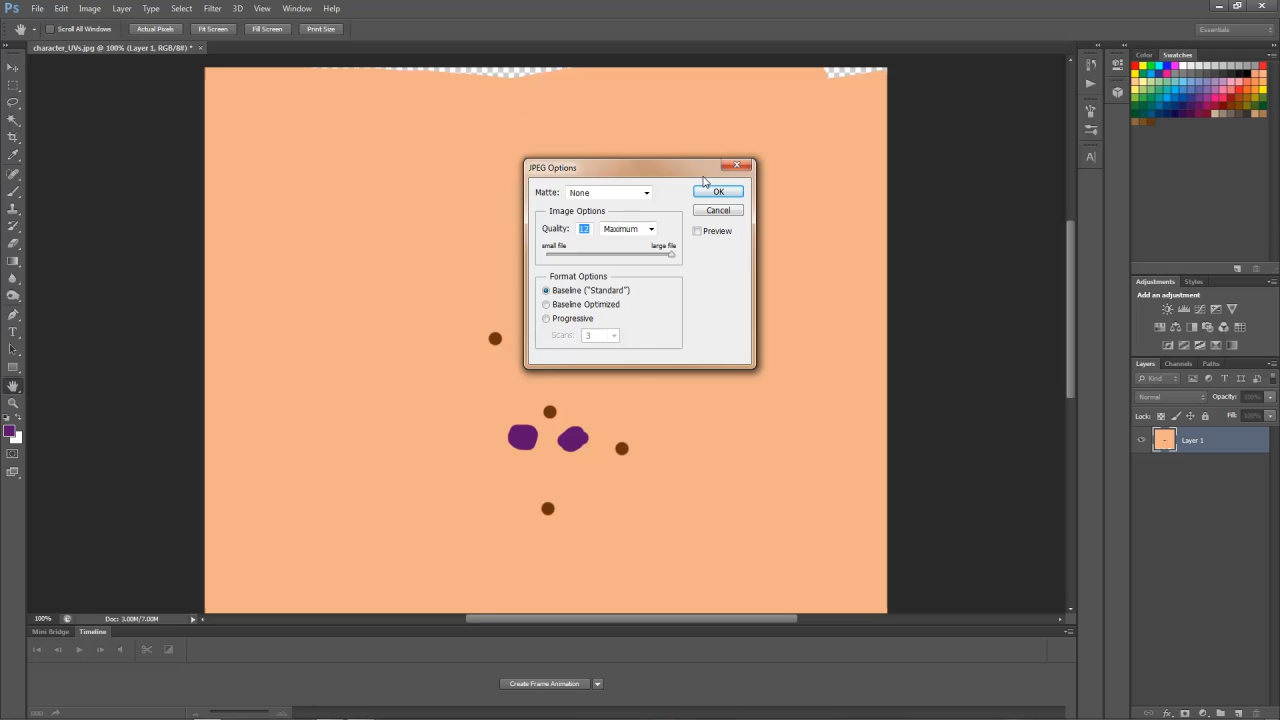 Ps File Edit Image Layer Type Select Filter 3D View Window Help
Scroll All Windows Actual Pixels Fit Screen Fill Screen Print Size Essentials
character_UVs.jpg @ 100% (Layer 1, RGB/8#) * ×
Color Swatches
JPEG Options
Matte: None OK
Image Options Cancel
Quality: 12 Maximum Preview
small file large file
Format Options
Baseline ("Standard")
Baseline Optimized
Progressive
Scans: 3
Adjustments Styles
Add an adjustment
Layers Channels Paths
Kind
Normal Opacity: 100%
Lock: Fill: 100%
Layer 1
100% Doc: 3.00M/7.00M
Mini Bridge Timeline
Create Frame Animation